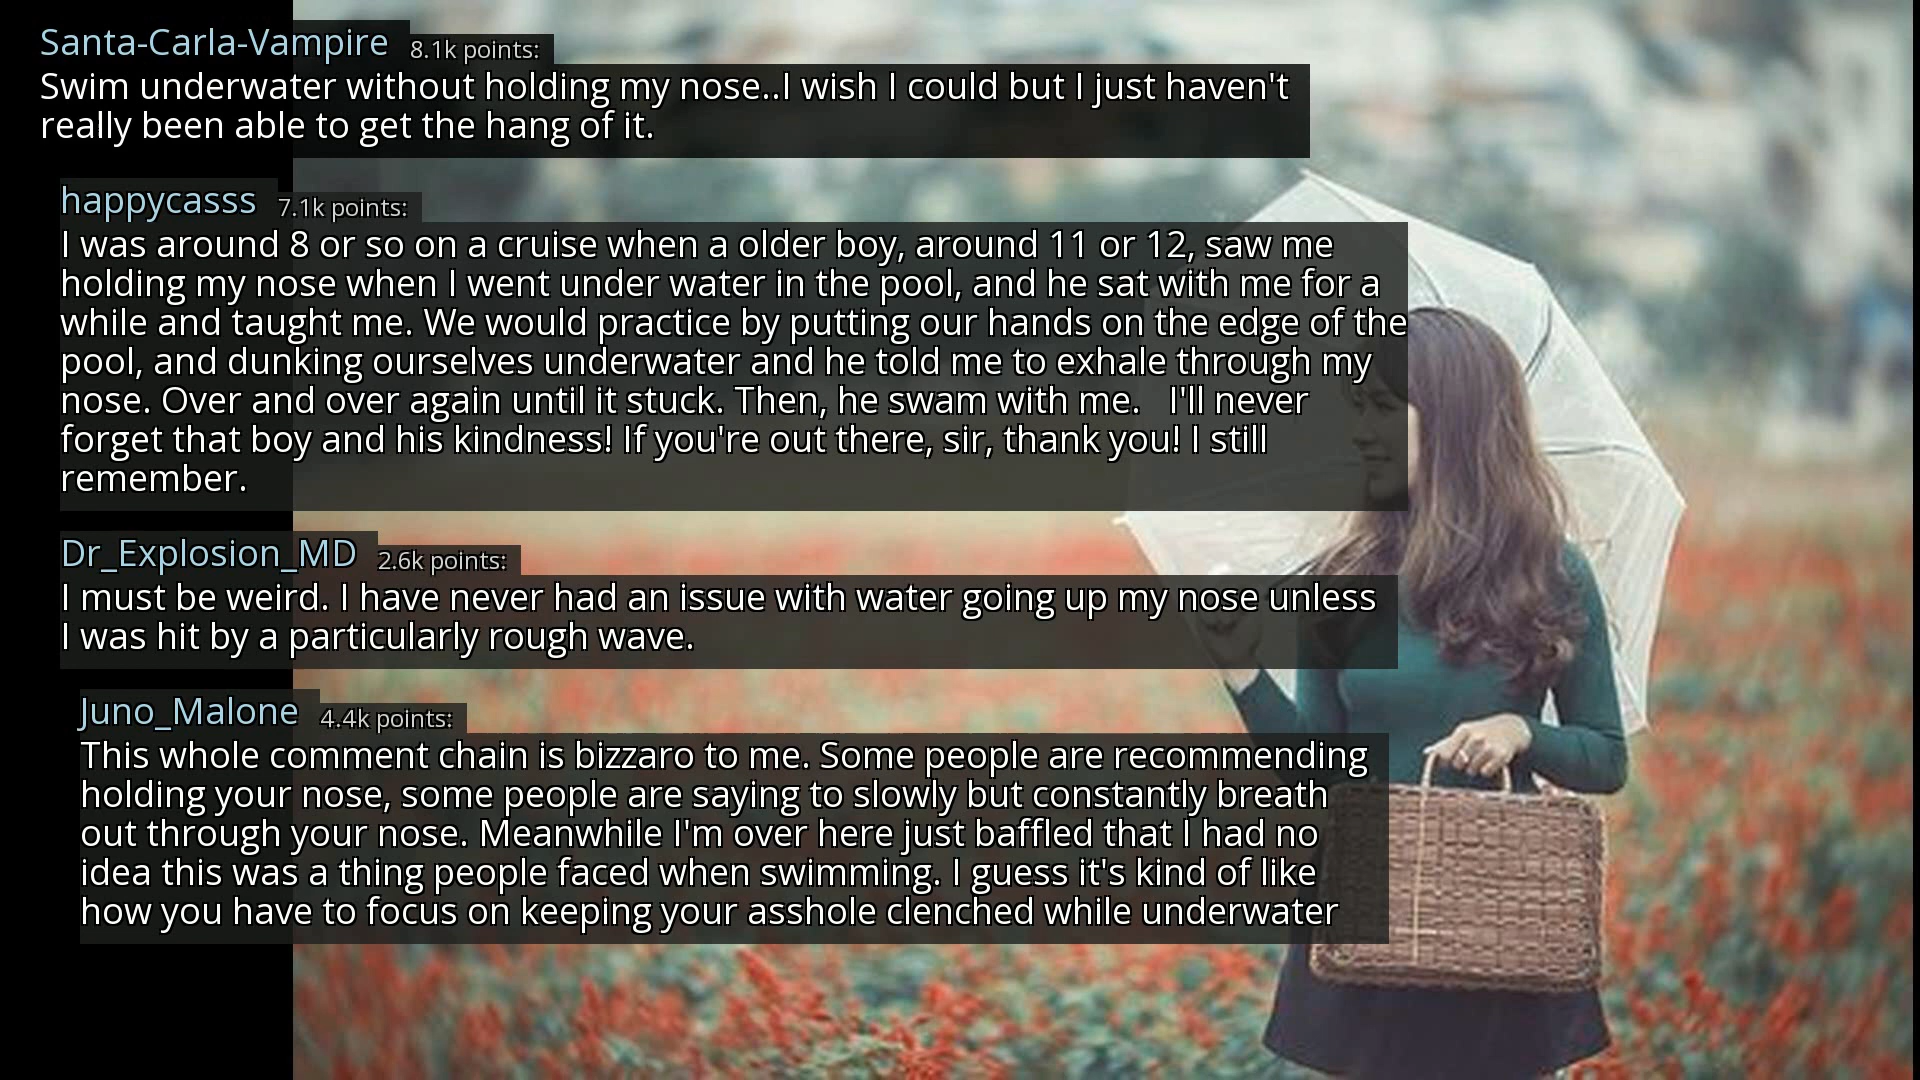 Santa-Carla-Vampire 8.1k points:
Swim underwater without holding my nose..I wish I could but I just haven't
really been able to get the hang of it.
happycasss 7.1k points:
I was around 8 or so on a cruise when a older boy, around 11 or 12, saw me
holding my nose when I went under water in the pool, and he sat with me for a
while and taught me. We would practice by putting our hands on the edge of the
pool, and dunking ourselves underwater and he told me to exhale through my
nose. Over and over again until it stuck. Then, he swam with me.   I'll never
forget that boy and his kindness! If you're out there, sir, thank you! I still
remember.
Dr_Explosion_MD 2.6k points:
I must be weird. I have never had an issue with water going up my nose unless
I was hit by a particularly rough wave.
Juno_Malone 4.4k points:
This whole comment chain is bizzaro to me. Some people are recommending
holding your nose, some people are saying to slowly but constantly breath
out through your nose. Meanwhile I'm over here just baffled that I had no
idea this was a thing people faced when swimming. I guess it's kind of like
how you have to focus on keeping your asshole clenched while underwater